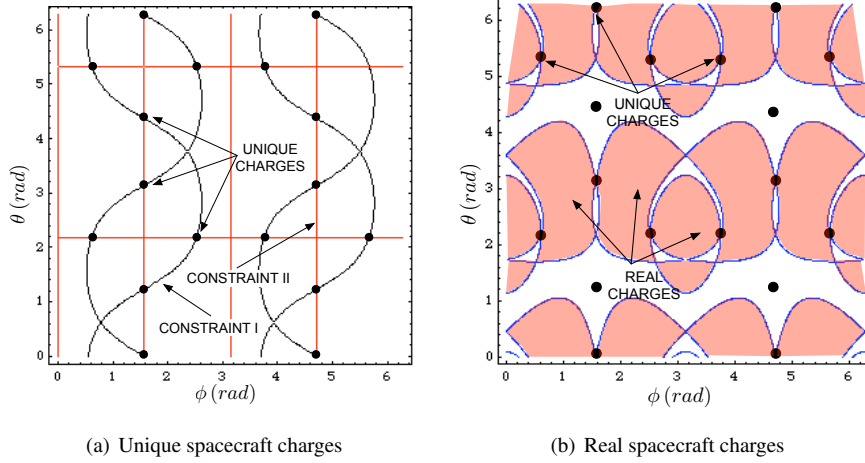 6
5
4
3
2
1
0
θ (rad)
UNIQUE
CHARGES
CONSTRAINT II
CONSTRAINT I
0 1 2 3 4 5 6
ϕ (rad)
(a) Unique spacecraft charges
6
5
4
3
2
1
0
θ (rad)
UNIQUE
CHARGES
REAL
CHARGES
0 1 2 3 4 5 6
ϕ (rad)
(b) Real spacecraft charges